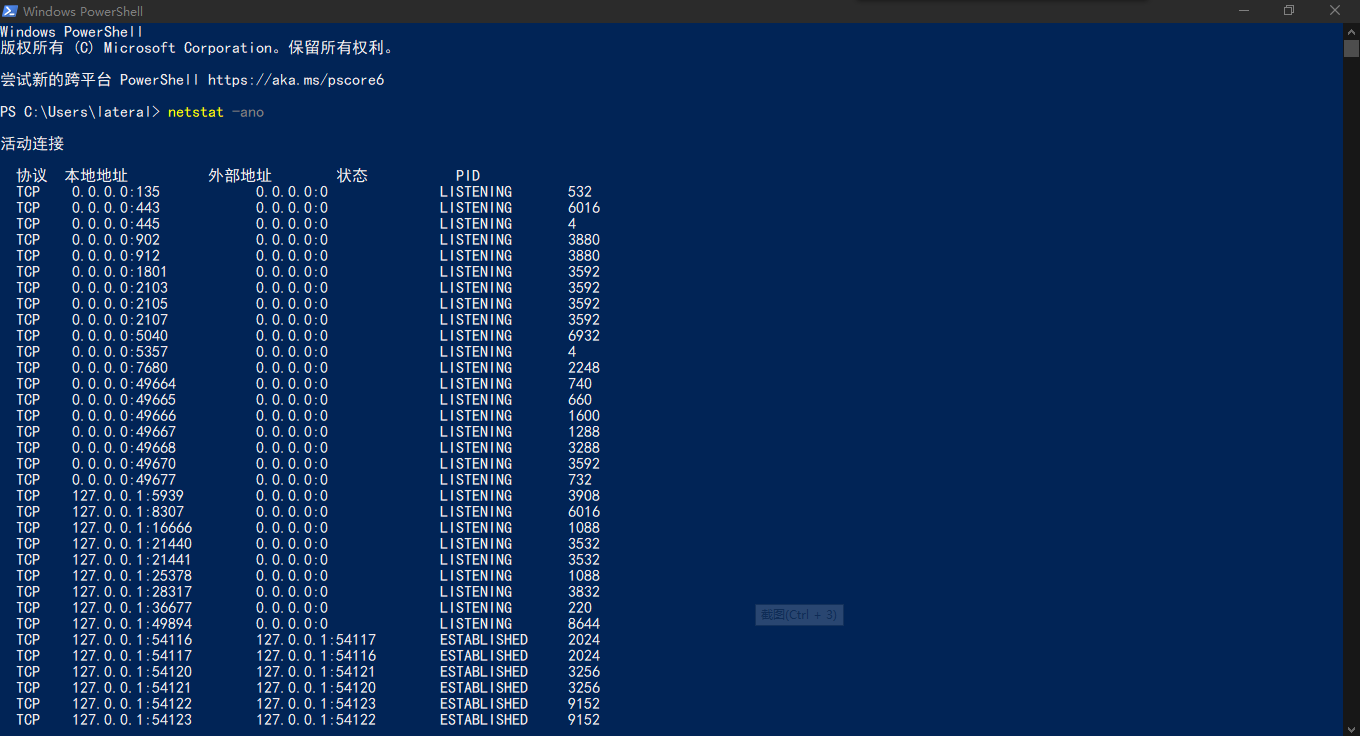 Windows PowerShell
Windows PowerShell
版权所有 (C) Microsoft Corporation。保留所有权利。
尝试新的跨平台 PowerShell https://aka.ms/pscore6
PS C:\Users\lateral> netstat -ano
活动连接
协议 本地地址 外部地址 状态 PID
TCP 0.0.0.0:135 0.0.0.0:0 LISTENING 532
TCP 0.0.0.0:443 0.0.0.0:0 LISTENING 6016
TCP 0.0.0.0:445 0.0.0.0:0 LISTENING 4
TCP 0.0.0.0:902 0.0.0.0:0 LISTENING 3880
TCP 0.0.0.0:912 0.0.0.0:0 LISTENING 3880
TCP 0.0.0.0:1801 0.0.0.0:0 LISTENING 3592
TCP 0.0.0.0:2103 0.0.0.0:0 LISTENING 3592
TCP 0.0.0.0:2105 0.0.0.0:0 LISTENING 3592
TCP 0.0.0.0:2107 0.0.0.0:0 LISTENING 3592
TCP 0.0.0.0:5040 0.0.0.0:0 LISTENING 6932
TCP 0.0.0.0:5357 0.0.0.0:0 LISTENING 4
TCP 0.0.0.0:7680 0.0.0.0:0 LISTENING 2248
TCP 0.0.0.0:49664 0.0.0.0:0 LISTENING 740
TCP 0.0.0.0:49665 0.0.0.0:0 LISTENING 660
TCP 0.0.0.0:49666 0.0.0.0:0 LISTENING 1600
TCP 0.0.0.0:49667 0.0.0.0:0 LISTENING 1288
TCP 0.0.0.0:49668 0.0.0.0:0 LISTENING 3288
TCP 0.0.0.0:49670 0.0.0.0:0 LISTENING 3592
TCP 0.0.0.0:49677 0.0.0.0:0 LISTENING 732
TCP 127.0.0.1:5939 0.0.0.0:0 LISTENING 3908
TCP 127.0.0.1:8307 0.0.0.0:0 LISTENING 6016
TCP 127.0.0.1:16666 0.0.0.0:0 LISTENING 1088
TCP 127.0.0.1:21440 0.0.0.0:0 LISTENING 3532
TCP 127.0.0.1:21441 0.0.0.0:0 LISTENING 3532
TCP 127.0.0.1:25378 0.0.0.0:0 LISTENING 1088
TCP 127.0.0.1:28317 0.0.0.0:0 LISTENING 3832
TCP 127.0.0.1:36677 0.0.0.0:0 LISTENING 220
TCP 127.0.0.1:49894 0.0.0.0:0 LISTENING 8644
TCP 127.0.0.1:54116 127.0.0.1:54117 ESTABLISHED 2024
TCP 127.0.0.1:54117 127.0.0.1:54116 ESTABLISHED 2024
TCP 127.0.0.1:54120 127.0.0.1:54121 ESTABLISHED 3256
TCP 127.0.0.1:54121 127.0.0.1:54120 ESTABLISHED 3256
TCP 127.0.0.1:54122 127.0.0.1:54123 ESTABLISHED 9152
TCP 127.0.0.1:54123 127.0.0.1:54122 ESTABLISHED 9152
截图(Ctrl + 3)